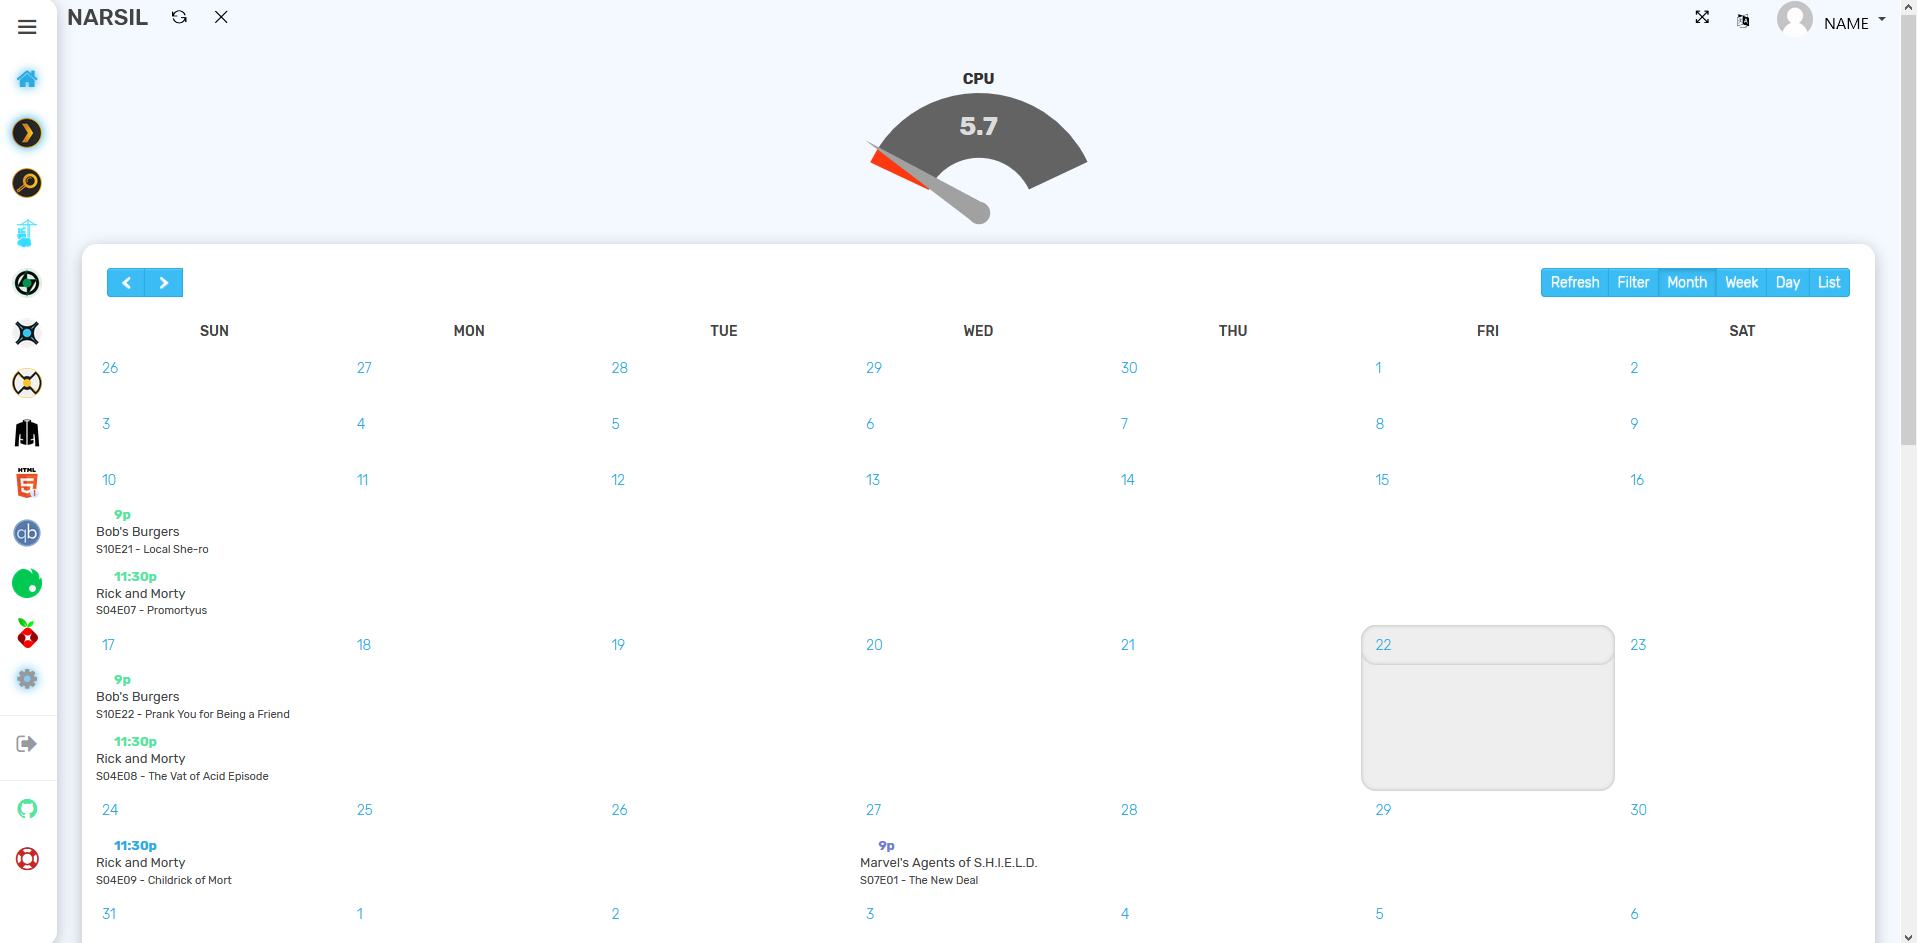 NARSIL
NAME
CPU
5.7
Refresh Filter Month Week Day List
SUN MON TUE WED THU FRI SAT
26 27 28 29 30 1 2
3 4 5 6 7 8 9
10 11 12 13 14 15 16
9p
Bob's Burgers
S10E21 - Local She-ro
11:30p
Rick and Morty
S04E07 - Promortyus
17 18 19 20 21 22 23
9p
Bob's Burgers
S10E22 - Prank You for Being a Friend
11:30p
Rick and Morty
S04E08 - The Vat of Acid Episode
24 25 26 27 28 29 30
11:30p
Rick and Morty
S04E09 - Childrick of Mort
9p
Marvel's Agents of S.H.I.E.L.D.
S07E01 - The New Deal
31 1 2 3 4 5 6
HTML
5
qb